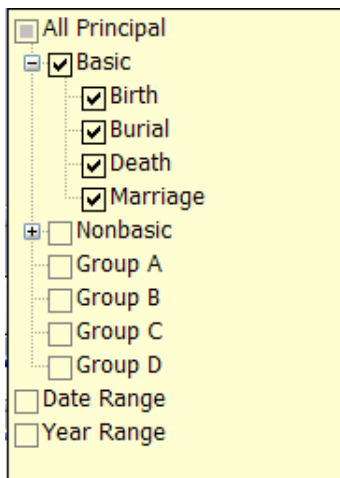 All Principal
Basic
Birth
Burial
Death
Marriage
Nonbasic
Group A
Group B
Group C
Group D
Date Range
Year Range